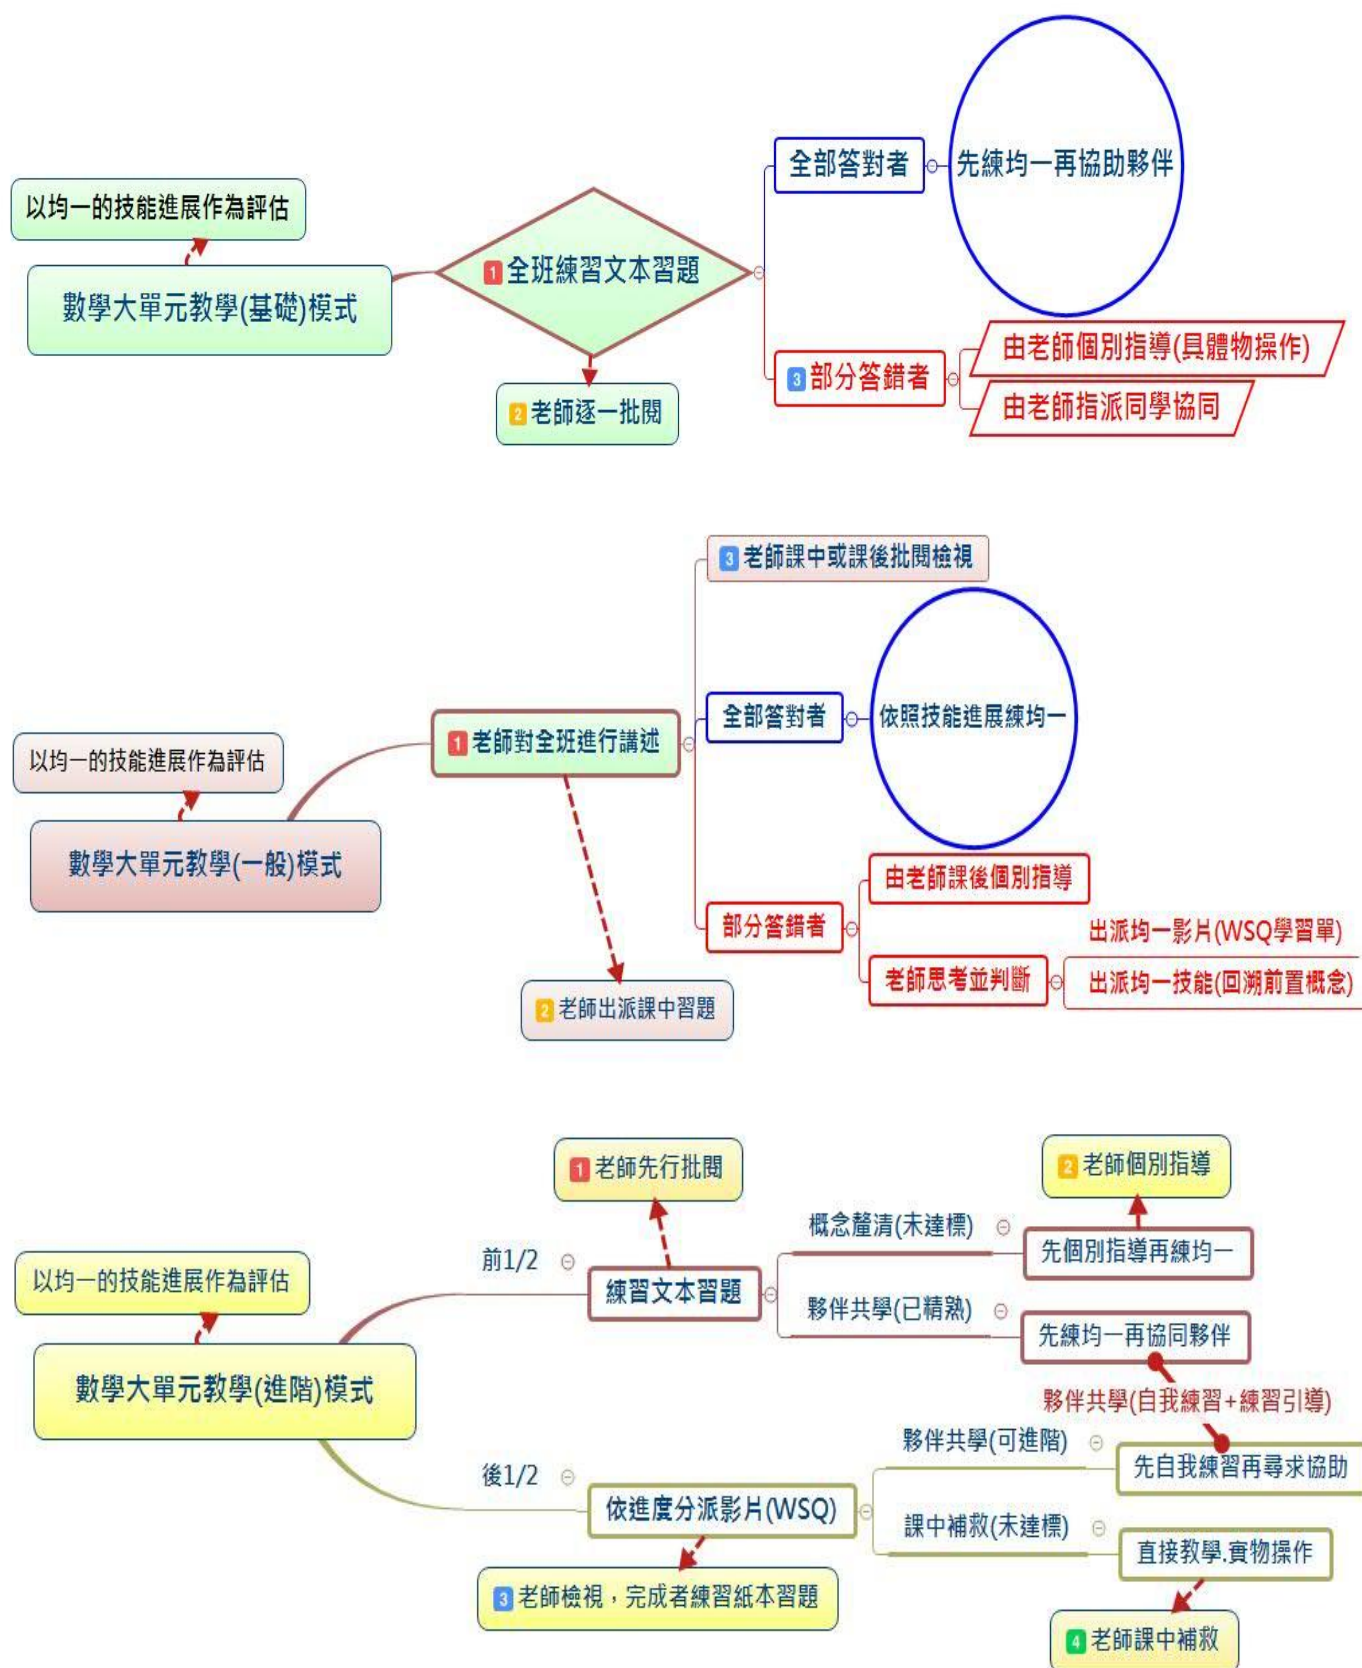 全部答對者
先練均一再協助夥伴
以均一的技能進展作為評估
1 全班練習文本習題
數學大單元教學(基礎)模式
由老師個別指導(具體物操作)
3 部分答錯者
由老師指派同學協同
2 老師逐一批閱
3 老師課中或課後批閱檢視
全部答對者
依照技能進展練均一
1 老師對全班進行講述
以均一的技能進展作為評估
數學大單元教學(一般)模式
由老師課後個別指導
部分答錯者
出派均一影片(WSQ學習單)
老師思考並判斷
出派均一技能(回溯前置概念)
2 老師出派課中習題
1 老師先行批閱
2 老師個別指導
概念釐清(未達標)
前1/2
先個別指導再練均一
以均一的技能進展作為評估
練習文本習題
夥伴共學(已精熟)
先練均一再協同夥伴
數學大單元教學(進階)模式
夥伴共學(自我練習+練習引導)
夥伴共學(可進階)
後1/2
先自我練習再尋求協助
依進度分派影片(WSQ)
課中補救(未達標)
直接教學.實物操作
3 老師檢視，完成者練習紙本習題
4 老師課中補救